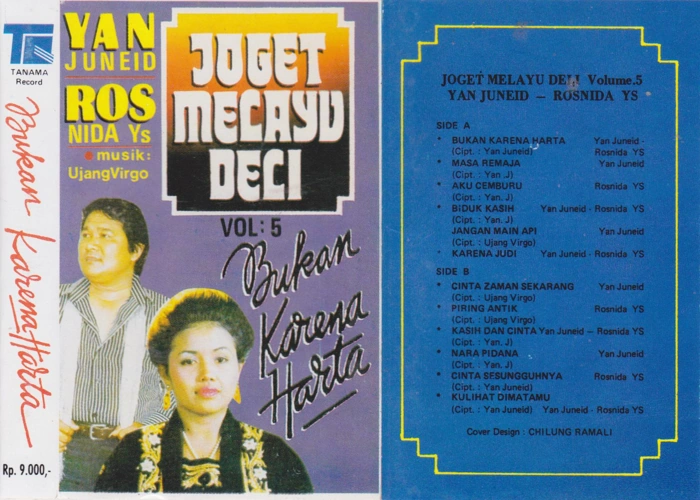 TANAMA
Record
Bukan Karena Harta
Rp. 9.000,-
YAN
JUNEID
ROS
NIDA Ys
musik:
UjangVirgo
JOGET
MELAYU
DELI
VOL: 5
Bukan
Karena
Harta
JOGET MELAYU DELI Volume.5
YAN JUNEID — ROSNIDA YS
SIDE A
* BUKAN KARENA HARTA Yan Juneid -
(Cipt. : Yan Juneid) Rosnida YS
* MASA REMAJA Yan Juneid
(Cipt. : Yan .J)
* AKU CEMBURU Rosnida YS
(Cipt. : Yan. J)
* BIDUK KASIH Yan Juneid - Rosnida YS
(Cipt. : Yan. J)
JANGAN MAIN API Yan Juneid
(Cipt. : Ujang Virgo)
* KARENA JUDI Yan Juneid - Rosnida YS
SIDE B
* CINTA ZAMAN SEKARANG Yan Juneid
(Cipt. : Ujang Virgo)
* PIRING ANTIK Rosnida YS
(Cipt. : Ujang Virgo)
* KASIH DAN CINTA Yan Juneid — Rosnida YS
(Cipt. : Yan. J)
* NARA PIDANA Yan Juneid
(Cipt. : Yan. J)
* CINTA SESUNGGUHNYA Rosnida YS
(Cipt. : Yan Juneid)
* KULIHAT DIMATAMU
(Cipt. : Yan Juneid) Yan Juneid - Rosnida YS
Cover Design : CHILUNG RAMALI